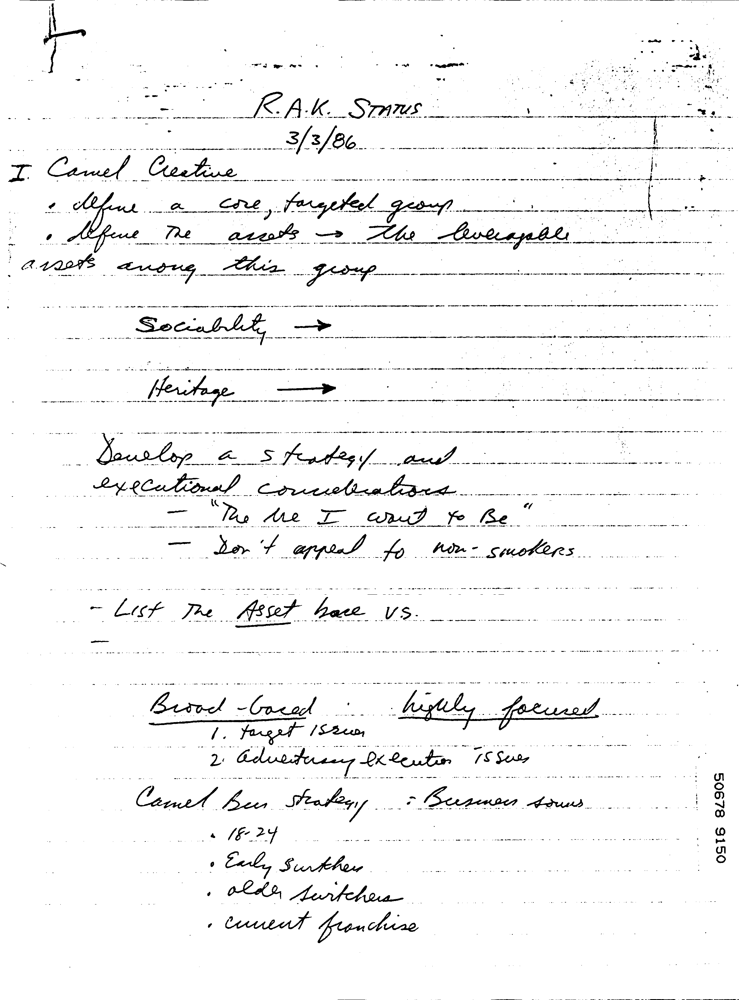 R.A.K. STATUS
3/3/86
I. Camel Creative
• define a core, targeted group
• define The assets → the leveragable
assets among this group
Sociability →
Heritage →
Develop a strategy and
executional considerations
- "The Me I want to Be"
- Don't appeal to non-smokers
- List The Asset base VS.
-
Broad-based highly focused
1. target issues
2. advertising execution issues
Camel Bus strategy : Business
• 18-24
• Early Switchers
• older switchers
• current franchise
50678 9150